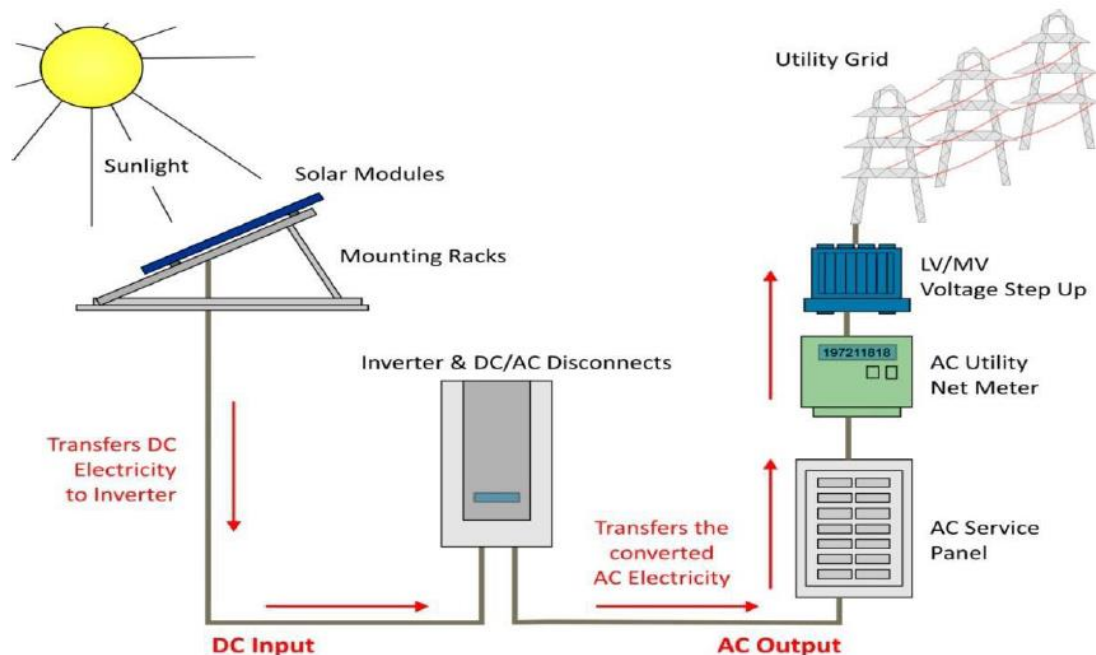 Sunlight
Solar Modules
Mounting Racks
Utility Grid
LV/MV
Voltage Step Up
197211818
AC Utility
Net Meter
Inverter & DC/AC Disconnects
Transfers DC
Electricity
to Inverter
Transfers the
converted
AC Electricity
AC Service
Panel
DC Input
AC Output